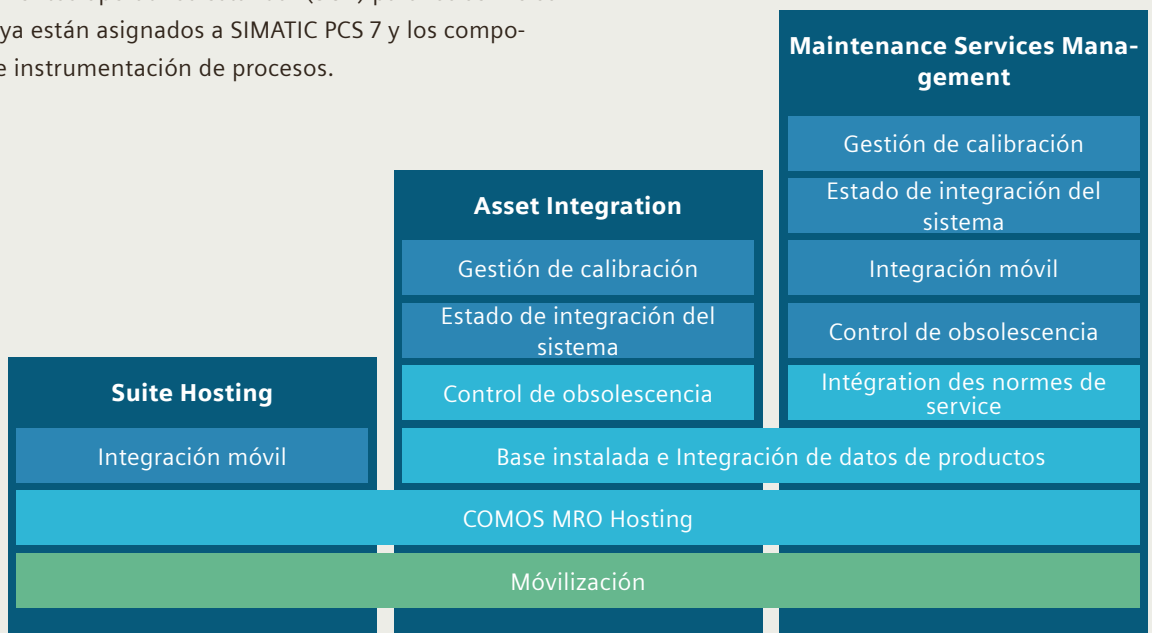 ya están asignados a SIMATIC PCS 7 y los compo-
e instrumentación de procesos.
Maintenance Services Mana-
gement
Gestión de calibración
Estado de integración del
sistema
Integración móvil
Control de obsolescencia
Intégration des normes de
service
Asset Integration
Gestión de calibración
Estado de integración del
sistema
Control de obsolescencia
Suite Hosting
Integración móvil
Base instalada e Integración de datos de productos
COMOS MRO Hosting
Móvilización